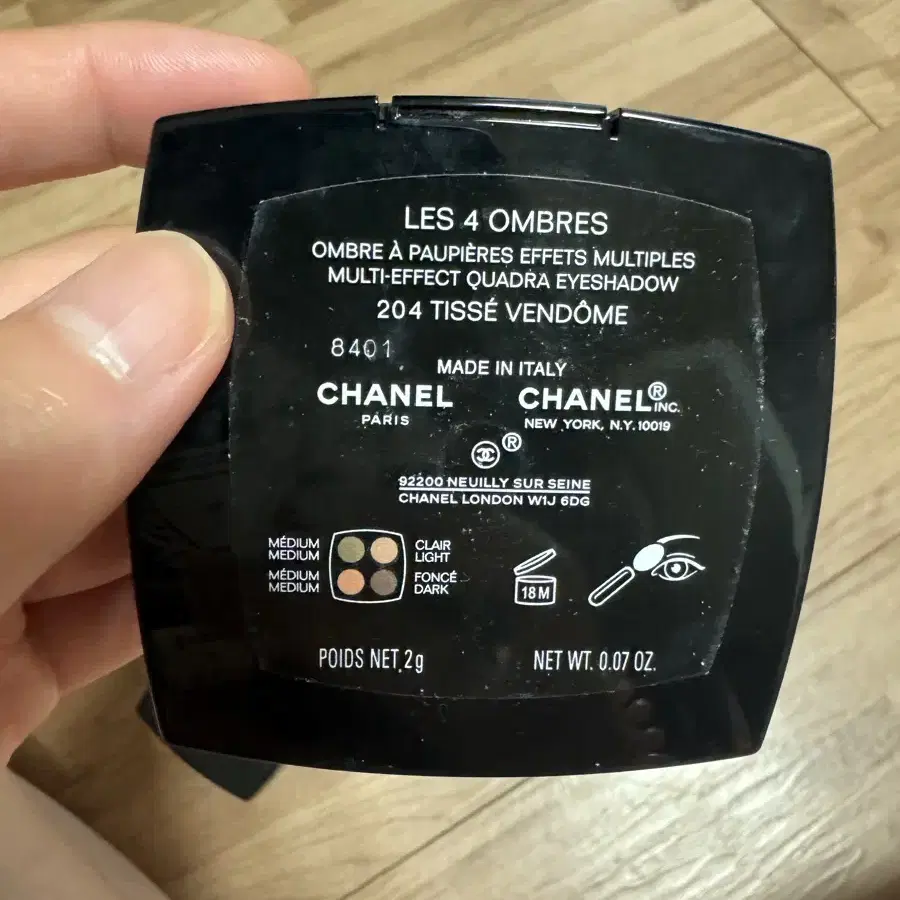 LES 4 OMBRES
OMBRE À PAUPIÈRES EFFETS MULTIPLES
MULTI-EFFECT QUADRA EYESHADOW
204 TISSÉ VENDÔME
8401
MADE IN ITALY
CHANEL
PARIS
CHANEL® INC.
NEW YORK, N.Y. 10019
®
92200 NEUILLY SUR SEINE
CHANEL LONDON W1J 6DG
MÉDIUM
MEDIUM
CLAIR
LIGHT
MÉDIUM
MEDIUM
FONCÉ
DARK
18M
POIDS NET 2g
NET WT. 0.07 OZ.